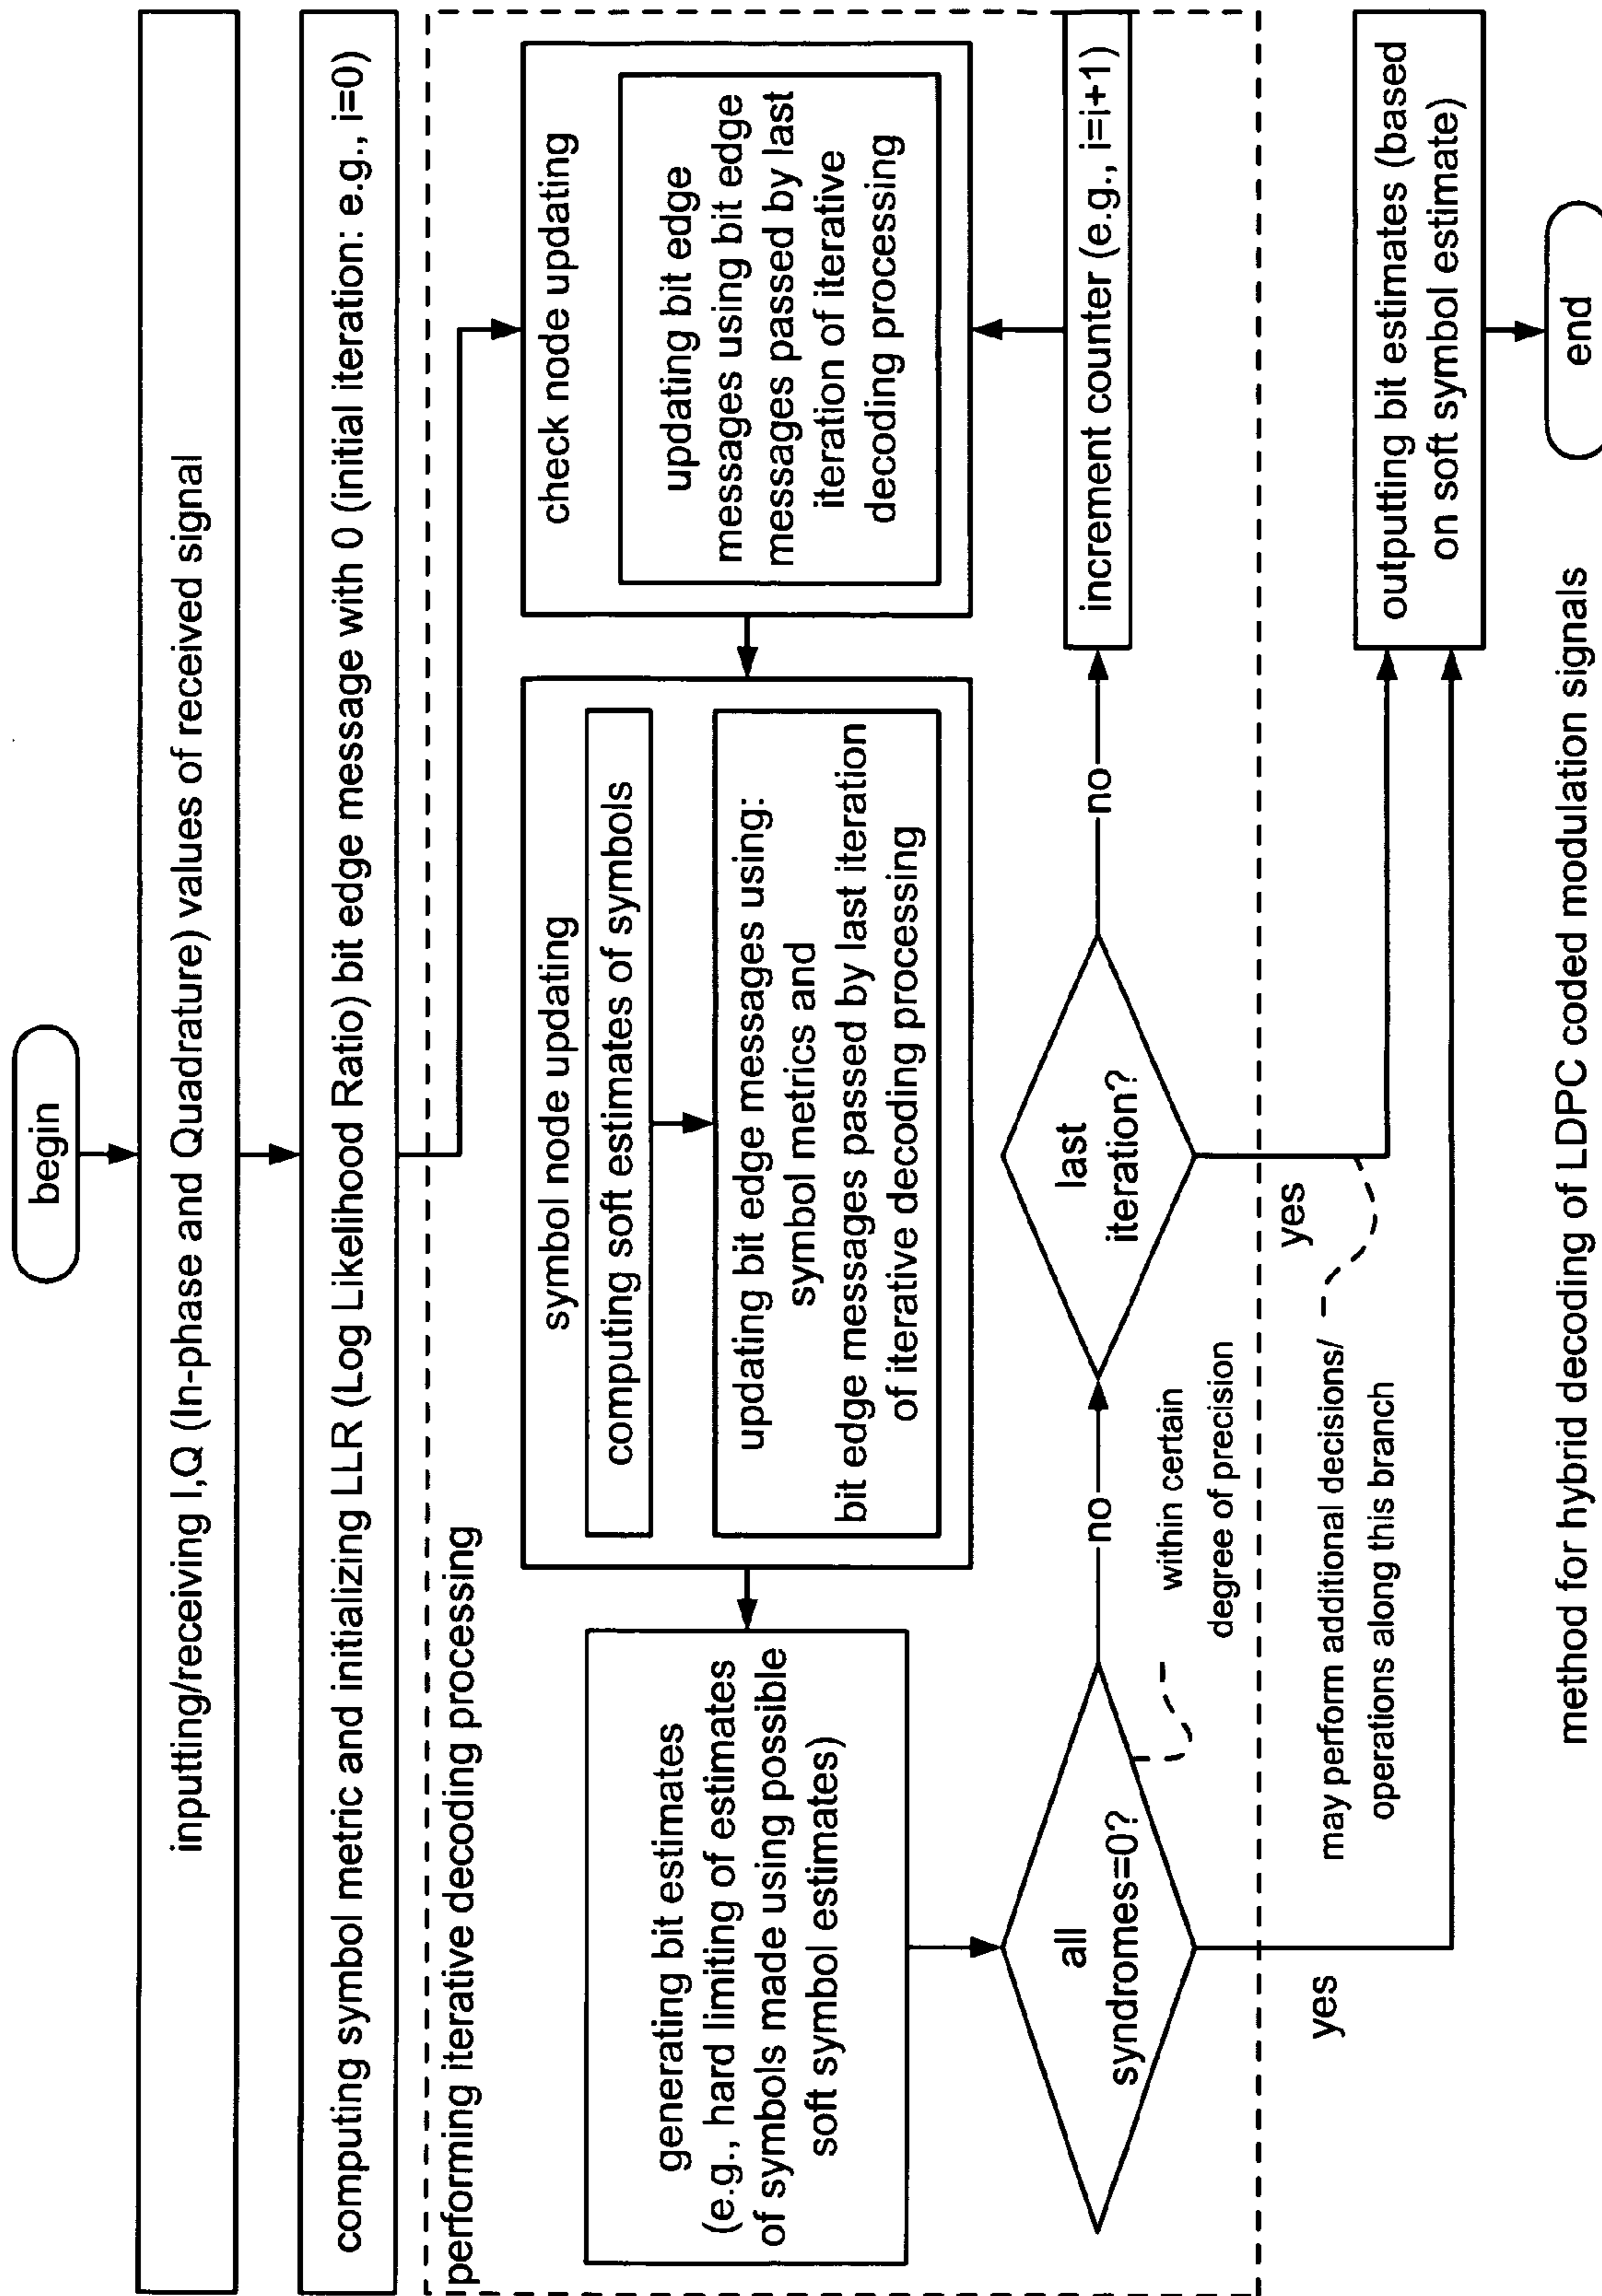 begin
inputing/receiving I,Q (In-phase and Quadrature) values of received signal
computing symbol metric and initializing LLR (Log Likelihood Ratio) bit edge message with 0 (initial iteration: e.g., i=0)
performing iterative decoding processing
check node updating
updating bit edge
messages using bit edge
messages passed by last
iteration of iterative
decoding processing
symbol node updating
computing soft estimates of symbols
updating bit edge messages using:
symbol metrics and
bit edge messages passed by last iteration
of iterative decoding processing
generating bit estimates
(e.g., hard limiting of estimates
of symbols made using possible
soft symbol estimates)
all
syndromes=0?
no
within certain
degree of precision
last
iteration?
no
increment counter (e.g., i=i+1)
yes
yes
may perform additional decisions/
operations along this branch
outputting bit estimates (based
on soft symbol estimate)
end
method for hybrid decoding of LDPC coded modulation signals